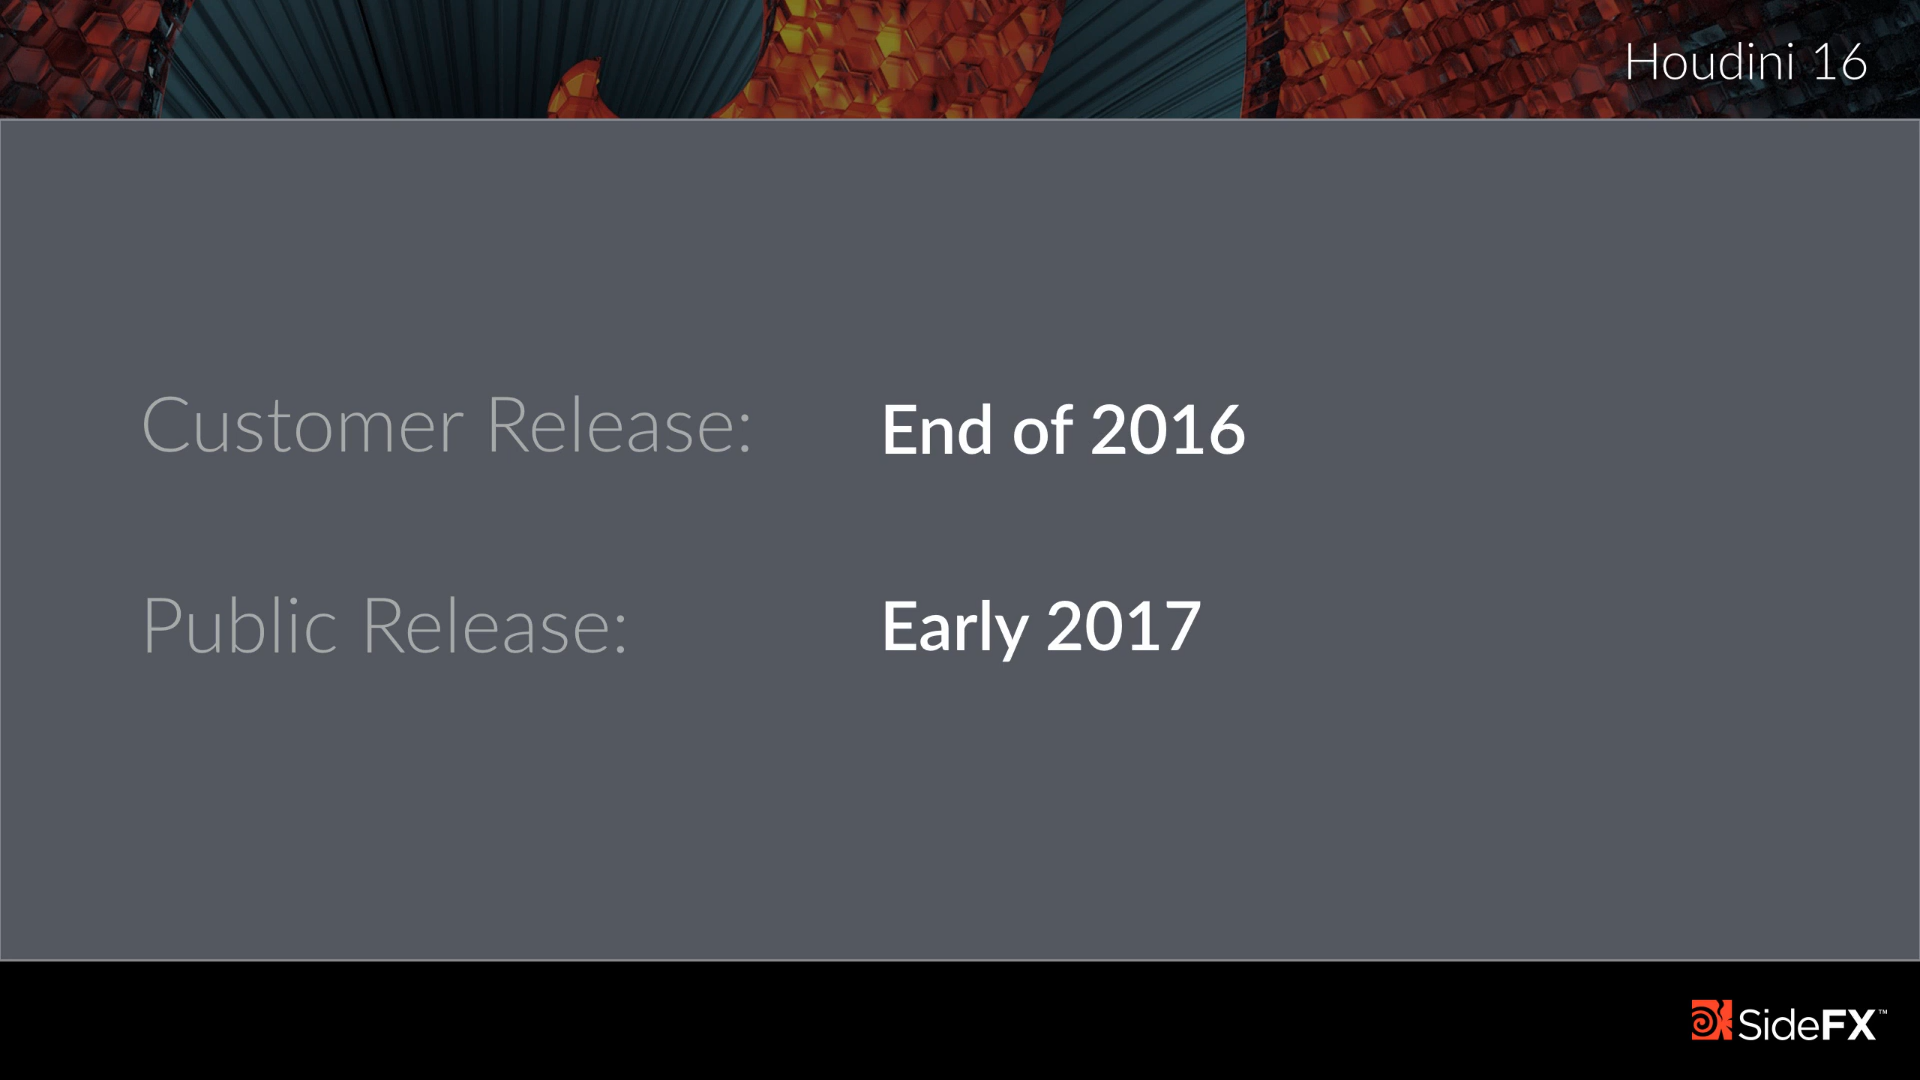 Houdini 16
Customer Release: End of 2016
Public Release: Early 2017
SideFX™